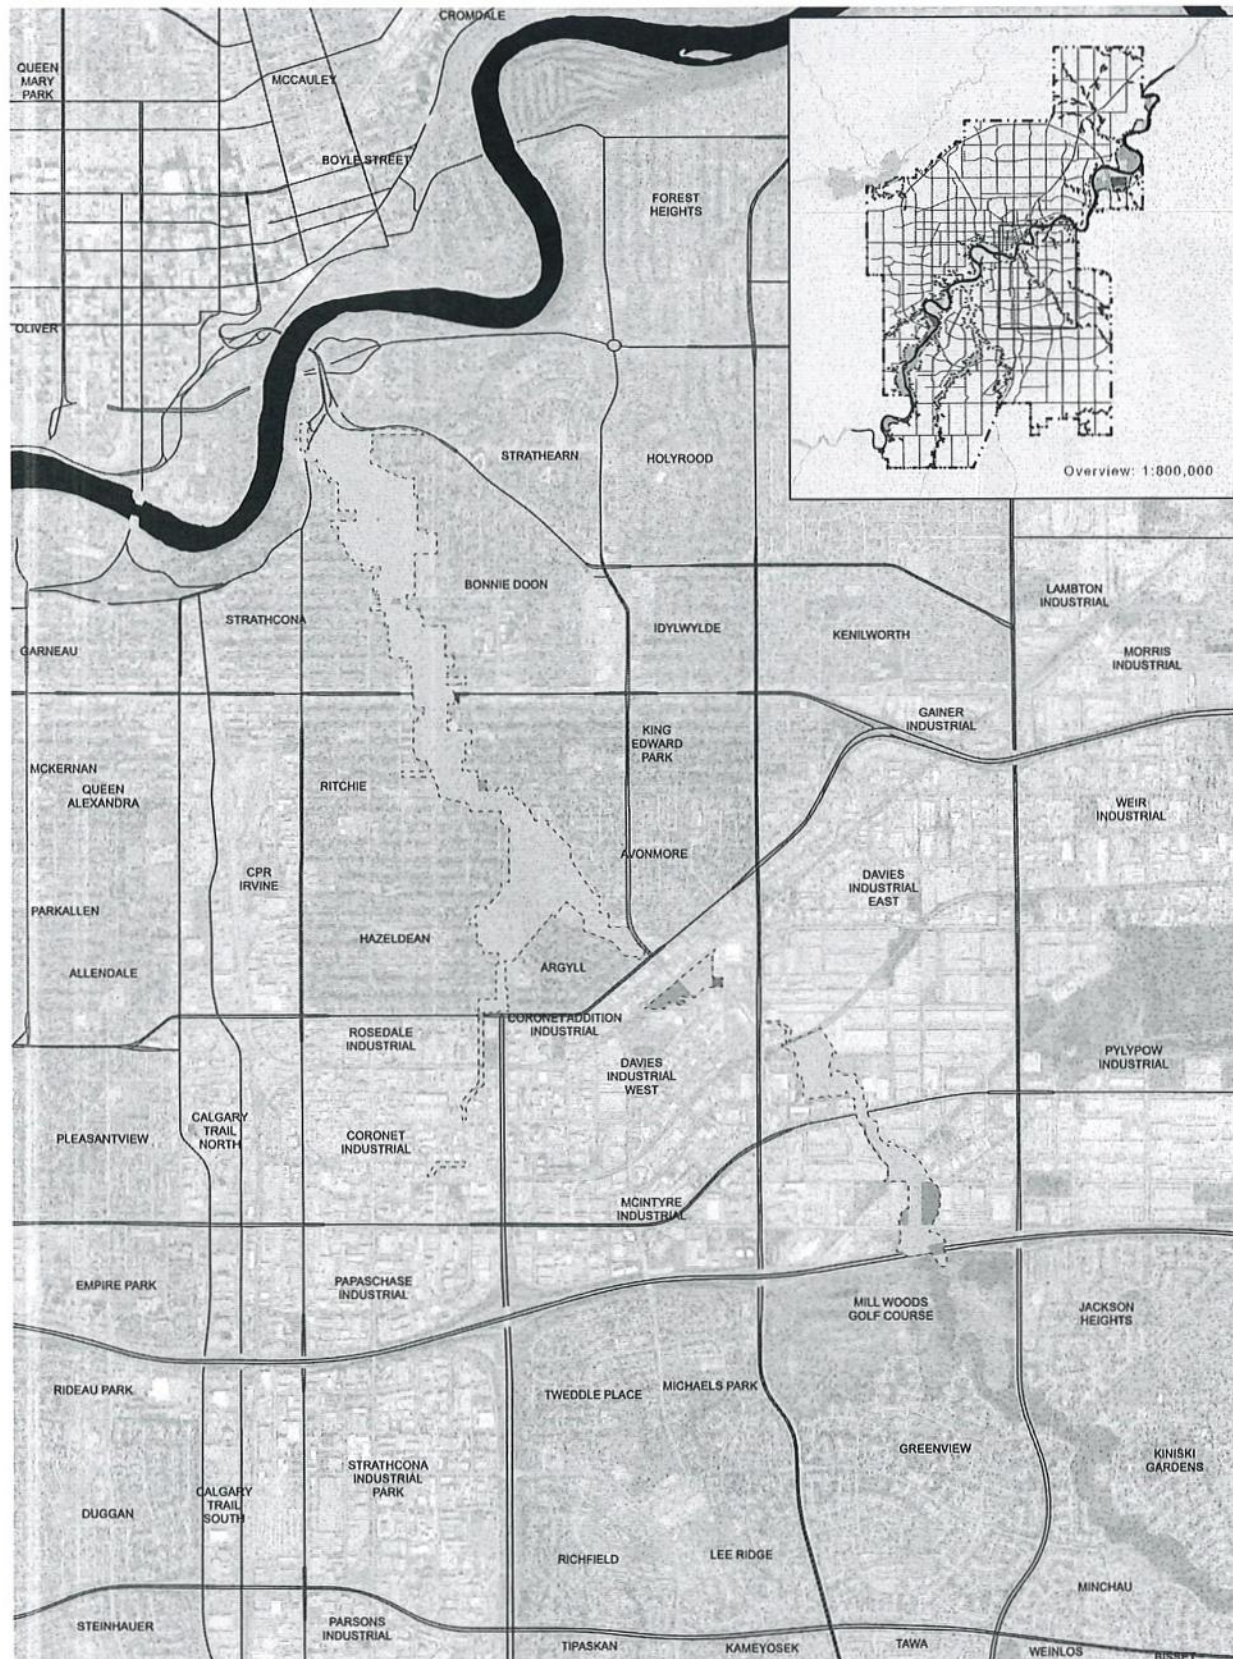 CROMDALE
QUEEN
MARY
PARK
MCCAULEY
BOYLE STREET
FOREST
HEIGHTS
OLIVER
Overview: 1:800,000
STRATHEARN
HOLYROOD
BONNIE DOON
LAMBTON
INDUSTRIAL
STRATHCONA
IDYLWYLDE
KENILWORTH
GARNEAU
MORRIS
INDUSTRIAL
GAINER
INDUSTRIAL
KING
EDWARD
PARK
MCKERNAN
QUEEN
ALEXANDRA
RITCHIE
WEIR
INDUSTRIAL
AVONMORE
CPR
IRVINE
DAVIES
INDUSTRIAL
EAST
PARKALLEN
HAZELDEAN
ALLENDALE
ARGYLL
CORONET ADDITION
INDUSTRIAL
ROSEDALE
INDUSTRIAL
DAVIES
INDUSTRIAL
WEST
PYLYPOW
INDUSTRIAL
CALGARY
TRAIL
NORTH
PLEASANTVIEW
CORONET
INDUSTRIAL
MCINTYRE
INDUSTRIAL
EMPIRE PARK
PAPASCHASE
INDUSTRIAL
MILL WOODS
GOLF COURSE
JACKSON
HEIGHTS
RIDEAU PARK
TWEDDLE PLACE
MICHAELS PARK
GREENVIEW
KINISKI
GARDENS
STRATHCONA
INDUSTRIAL
PARK
CALGARY
TRAIL
SOUTH
DUGGAN
RICHFIELD
LEE RIDGE
MINCHAU
STEINHAUER
PARSONS
INDUSTRIAL
TIPASKAN
KAMEYOSEK
TAWA
WEINLOS
BISSET